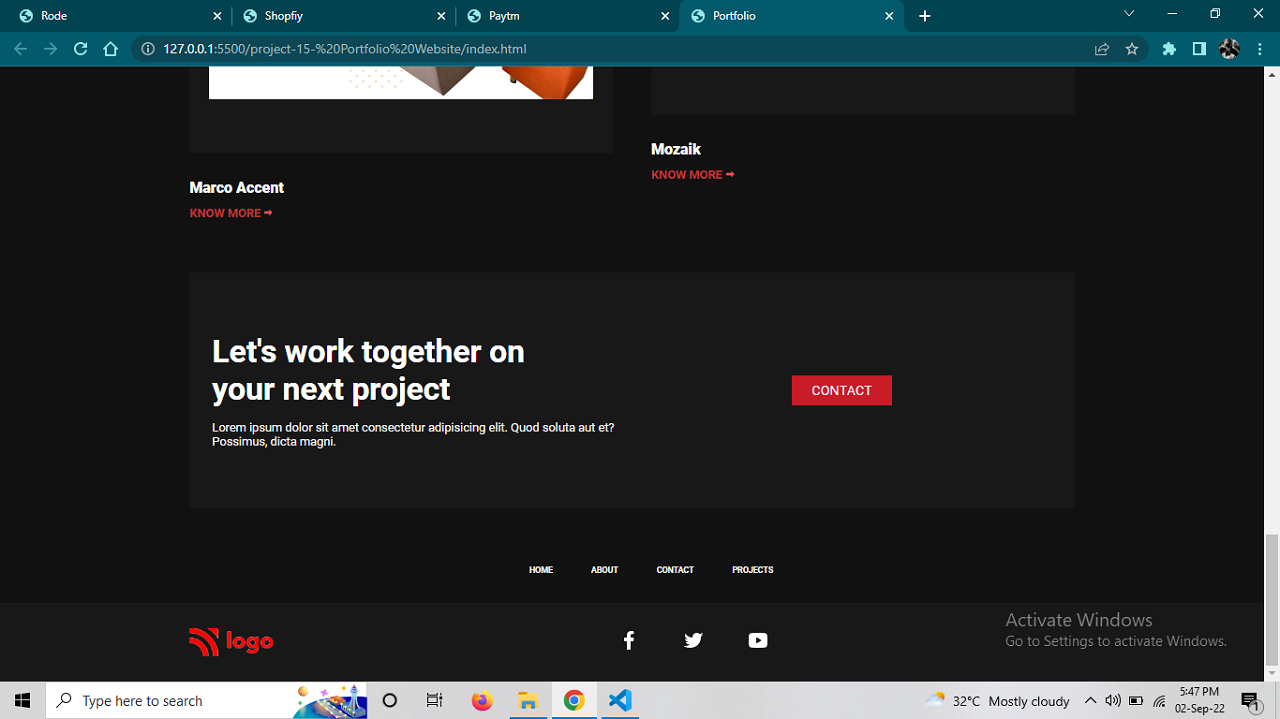 Rode
Shopfiy
Paytm
Portfolio
127.0.0.1:5500/project-15-%20Portfolio%20Website/index.html
Mozaik
KNOW MORE
Marco Accent
KNOW MORE
Let's work together on
your next project
Lorem ipsum dolor sit amet consectetur adipisicing elit. Quod soluta aut et?
Possimus, dicta magni.
CONTACT
HOME ABOUT CONTACT PROJECTS
logo
Activate Windows
Go to Settings to activate Windows.
Type here to search
32°C Mostly cloudy
5:47 PM
02-Sep-22
1